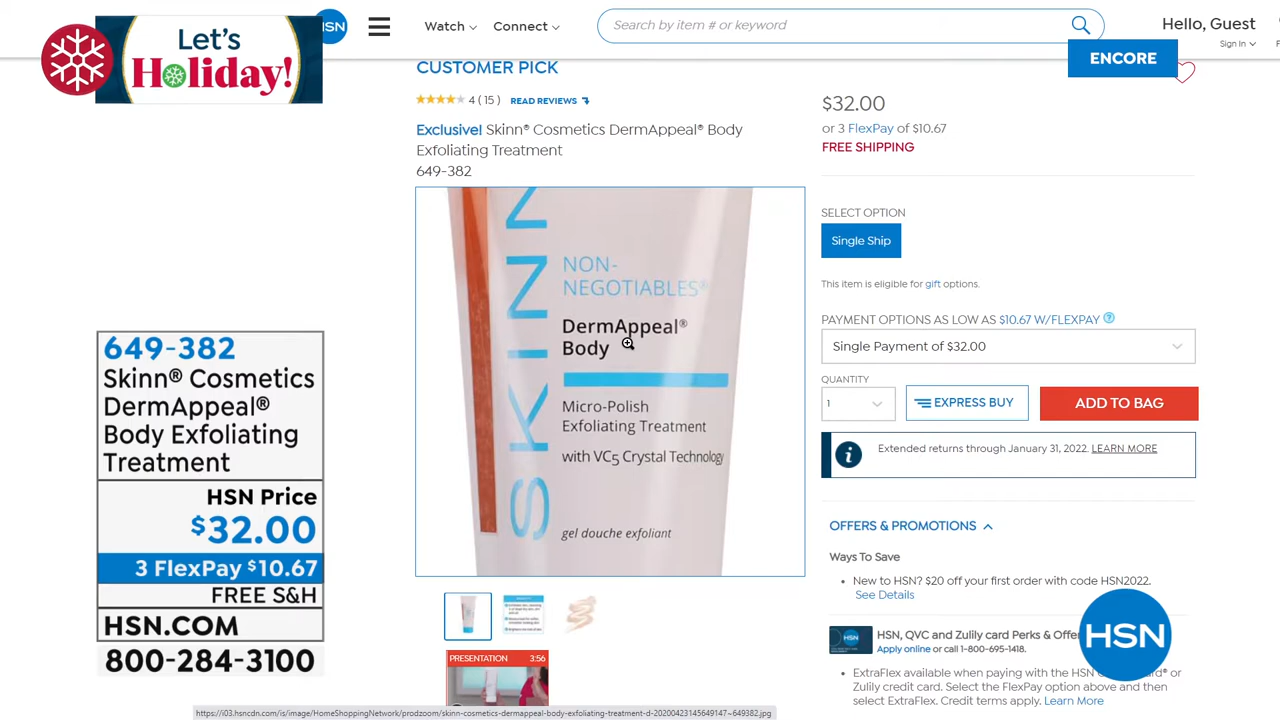 Let's
Holiday!
HSN
Watch
Connect
Search by item # or keyword
Hello, Guest
Sign In
ENCORE
CUSTOMER PICK
4 ( 15 ) READ REVIEWS
Exclusive! Skinn® Cosmetics DermAppeal® Body
Exfoliating Treatment
649-382
SKINN
NON-
NEGOTIABLES®
DermAppeal®
Body
Micro-Polish
Exfoliating Treatment
with VC5 Crystal Technology
gel douche exfoliant
PRESENTATION 3:56
$32.00
or 3 FlexPay of $10.67
FREE SHIPPING
SELECT OPTION
Single Ship
This item is eligible for gift options.
PAYMENT OPTIONS AS LOW AS $10.67 W/FLEXPAY ?
Single Payment of $32.00
QUANTITY
1
EXPRESS BUY
ADD TO BAG
Extended returns through January 31, 2022. LEARN MORE
OFFERS & PROMOTIONS
Ways To Save
New to HSN? $20 off your first order with code HSN2022.
See Details
HSN, QVC and Zulily card Perks & Offe
Apply online or call 1-800-695-1418.
ExtraFlex available when paying with the HSN or
Zulily credit card. Select the FlexPay option above and then
select ExtraFlex. Credit terms apply. Learn More
HSN
649-382
Skinn® Cosmetics
DermAppeal®
Body Exfoliating
Treatment
HSN Price
$32.00
3 FlexPay $10.67
FREE S&H
HSN.COM
800-284-3100
https://i03.hsncdn.com/is/image/HomeShoppingNetwork/prodzoom/skinn-cosmetics-dermappeal-body-exfoliating-treatment-d-20200423145649147~649382.jpg